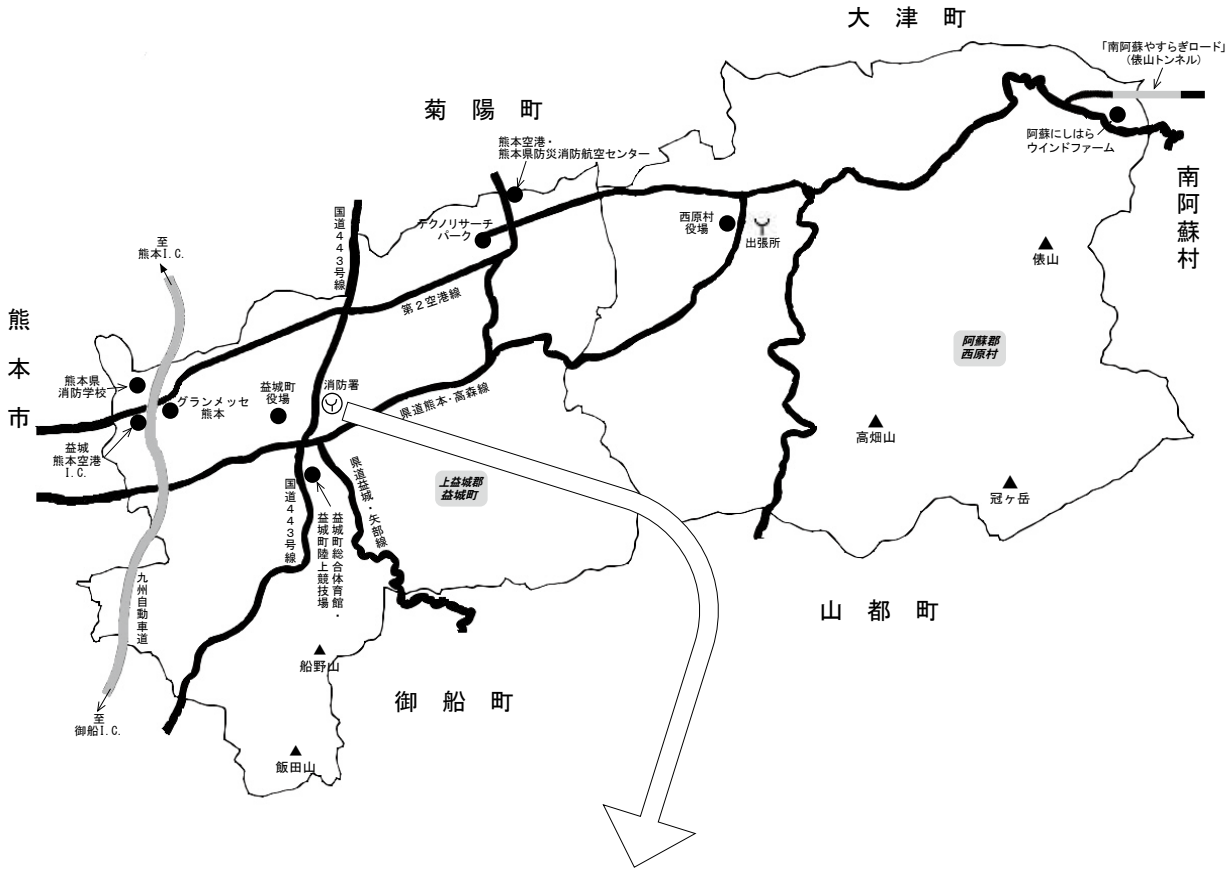 大津町
「南阿蘇やすらぎロード」
(俵山トンネル)
菊陽町
熊本空港・
熊本県防災消防航空センター
阿蘇にしはら
ウインドファーム
南阿蘇村
国道443号線
テクノリサーチ
パーク
西原村
役場
出張所
至
熊本I.C.
俵山
第2空港線
熊本市
阿蘇郡
西原村
熊本県
消防学校
グランメッセ
熊本
益城町
役場
消防署
県道熊本・高森線
高畑山
益城
熊本空港
I.C.
県道益城・矢部線
上益城郡
益城町
冠ヶ岳
国道443号線
益城町総合体育館・
益城町陸上競技場
九州自動車道
山都町
船野山
御船町
至
御船I.C.
飯田山